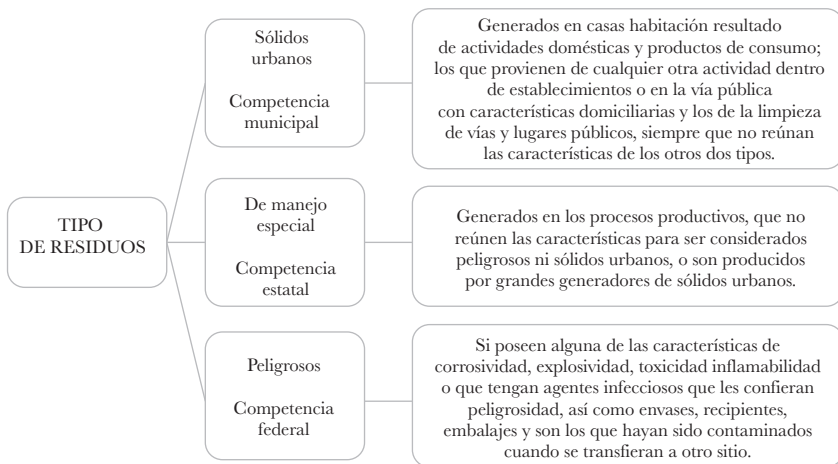 TIPO
DE RESIDUOS
Sólidos
urbanos
Competencia
municipal
Generados en casas habitación resultado
de actividades domésticas y productos de consumo;
los que provienen de cualquier otra actividad dentro
de establecimientos o en la vía pública
con características domiciliarias y los de la limpieza
de vías y lugares públicos, siempre que no reúnan
las características de los otros dos tipos.
De manejo
especial
Competencia
estatal
Generados en los procesos productivos, que no
reúnen las características para ser considerados
peligrosos ni sólidos urbanos, o son producidos
por grandes generadores de sólidos urbanos.
Peligrosos
Competencia
federal
Si poseen alguna de las características de
corrosividad, explosividad, toxicidad inflamabilidad
o que tengan agentes infecciosos que les confieran
peligrosidad, así como envases, recipientes,
embalajes y son los que hayan sido contaminados
cuando se transfieran a otro sitio.